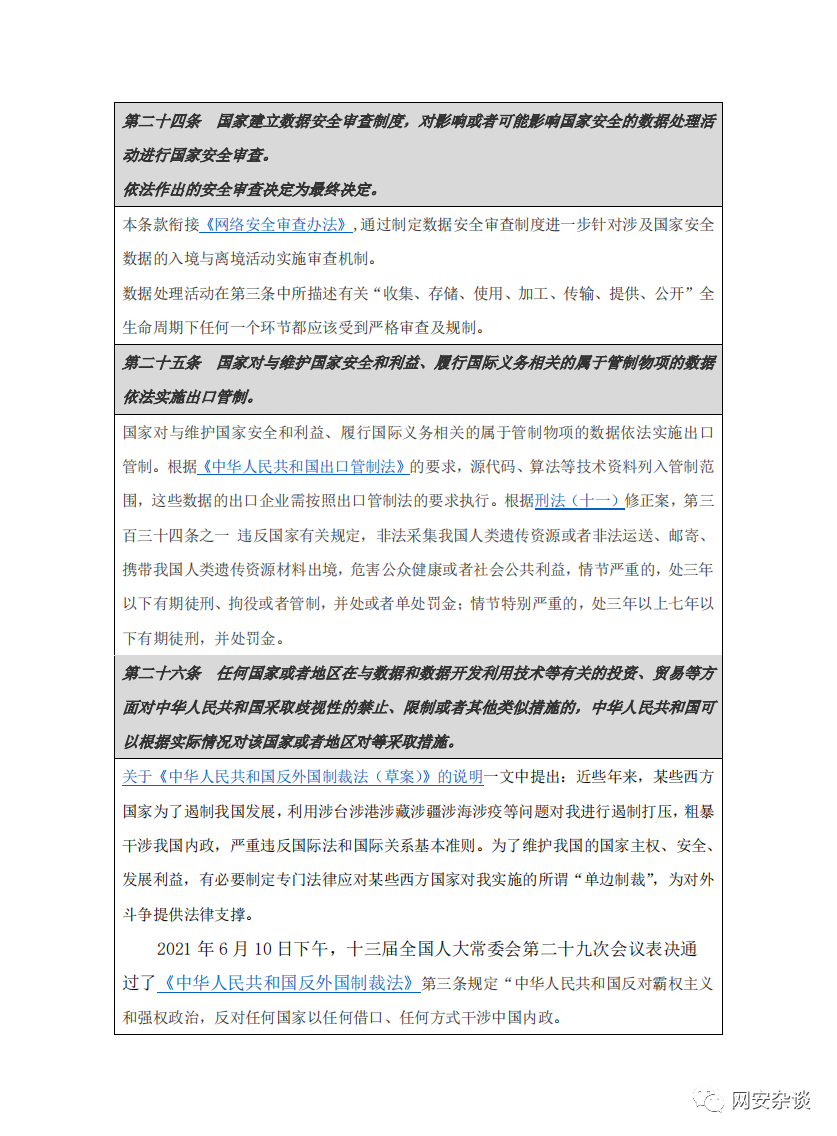 第二十四条　国家建立数据安全审查制度，对影响或者可能影响国家安全的数据处理活
动进行国家安全审查。
依法作出的安全审查决定为最终决定。
本条款衔接《网络安全审查办法》,通过制定数据安全审查制度进一步针对涉及国家安全
数据的入境与离境活动实施审查机制。
数据处理活动在第三条中所描述有关“收集、存储、使用、加工、传输、提供、公开”全
生命周期下任何一个环节都应该受到严格审查及规制。
第二十五条　国家对与维护国家安全和利益、履行国际义务相关的属于管制物项的数据
依法实施出口管制。
国家对与维护国家安全和利益、履行国际义务相关的属于管制物项的数据依法实施出口
管制。根据《中华人民共和国出口管制法》的要求，源代码、算法等技术资料列入管制范
围，这些数据的出口企业需按照出口管制法的要求执行。根据刑法（十一）修正案，第三
百三十四条之一 违反国家有关规定，非法采集我国人类遗传资源或者非法运送、邮寄、
携带我国人类遗传资源材料出境，危害公众健康或者社会公共利益，情节严重的，处三年
以下有期徒刑、拘役或者管制，并处或者单处罚金；情节特别严重的，处三年以上七年以
下有期徒刑，并处罚金。
第二十六条　任何国家或者地区在与数据和数据开发利用技术等有关的投资、贸易等方
面对中华人民共和国采取歧视性的禁止、限制或者其他类似措施的，中华人民共和国可
以根据实际情况对该国家或者地区对等采取措施。
关于《中华人民共和国反外国制裁法（草案）》的说明一文中提出：近些年来，某些西方
国家为了遏制我国发展，利用涉台涉港涉藏涉疆涉海涉疫等问题对我进行遏制打压，粗暴
干涉我国内政，严重违反国际法和国际关系基本准则。为了维护我国的国家主权、安全、
发展利益，有必要制定专门法律应对某些西方国家对我实施的所谓“单边制裁”，为对外
斗争提供法律支撑。
2021 年 6 月 10 日下午，十三届全国人大常委会第二十九次会议表决通
过了《中华人民共和国反外国制裁法》第三条规定“中华人民共和国反对霸权主义
和强权政治，反对任何国家以任何借口、任何方式干涉中国内政。
网安杂谈